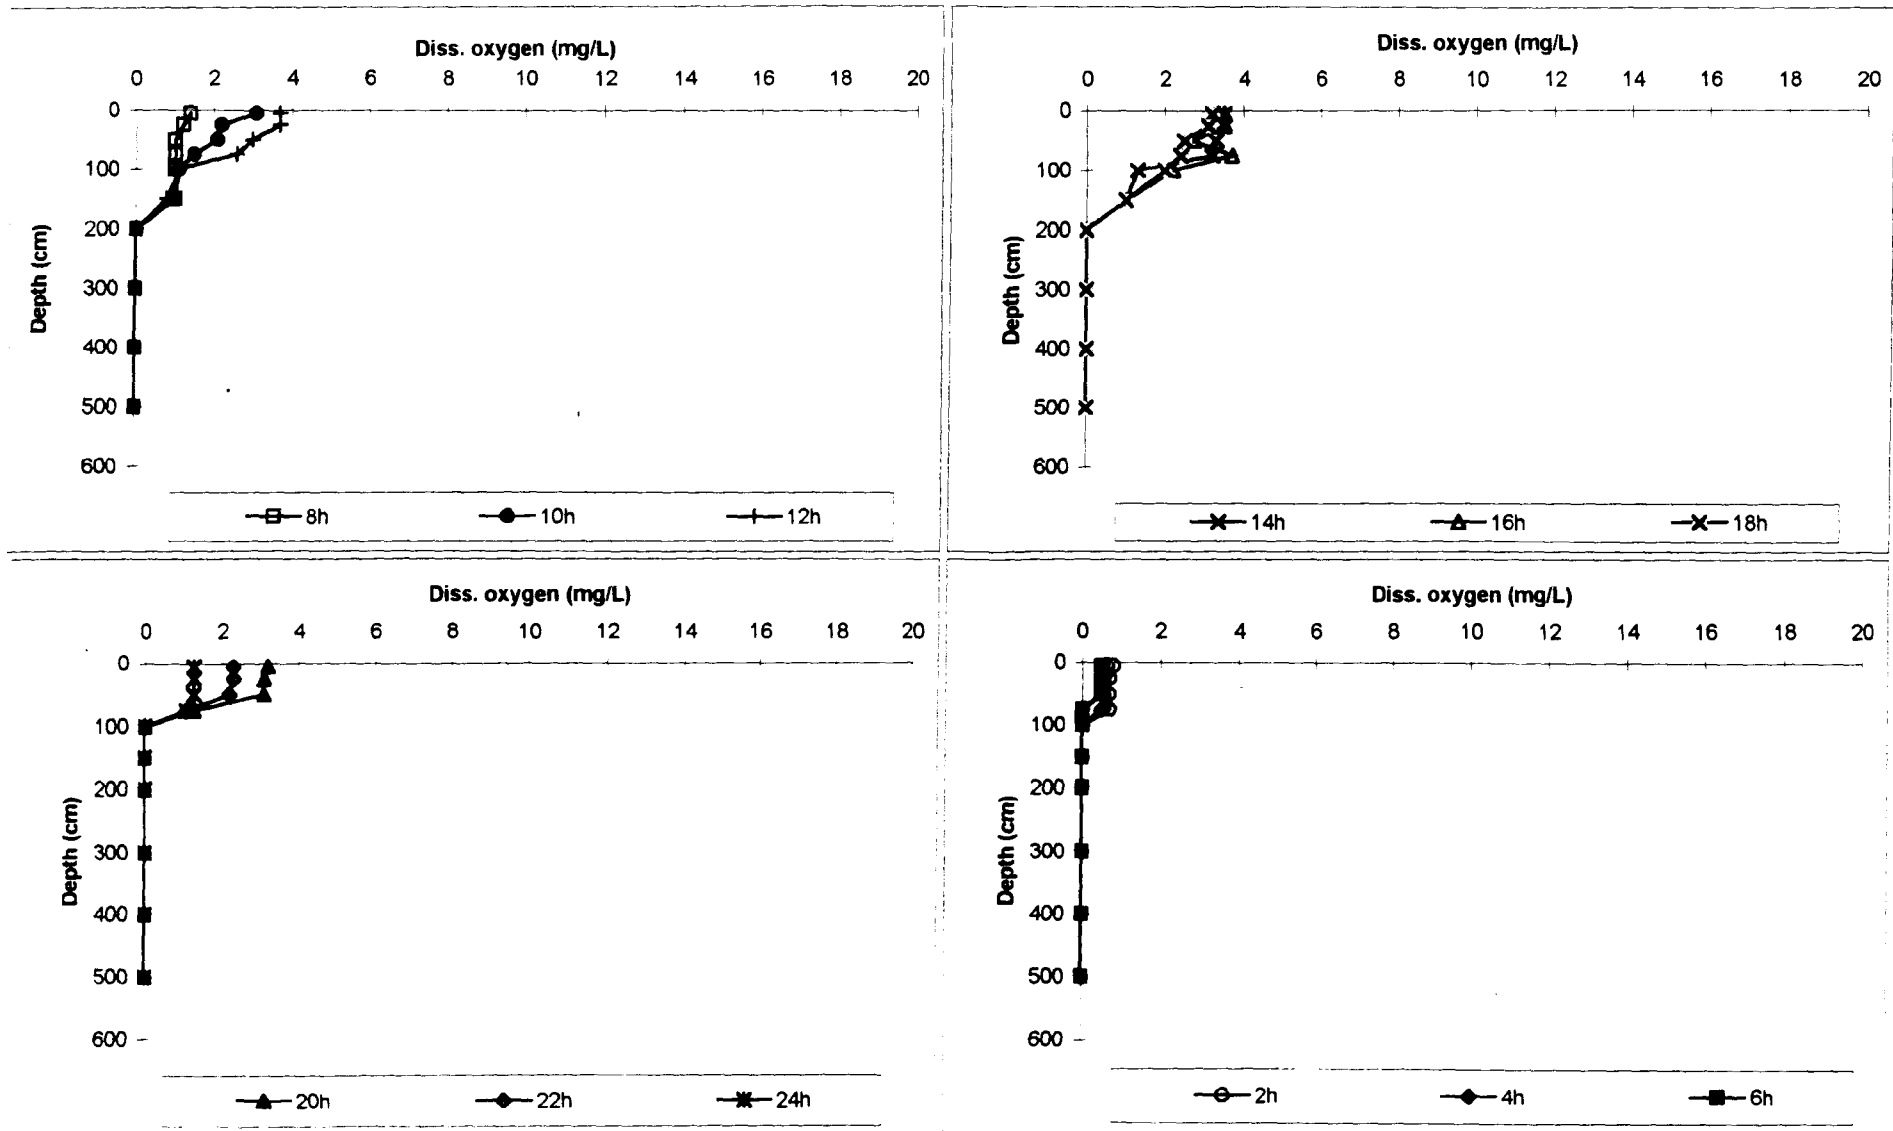 Diss. oxygen (mg/L)
0 2 4 6 8 10 12 14 16 18 20
0
100
200
300
400
500
600
Depth (cm)
8h 10h 12h
Diss. oxygen (mg/L)
0 2 4 6 8 10 12 14 16 18 20
0
100
200
300
400
500
600
Depth (cm)
14h 16h 18h
Diss. oxygen (mg/L)
0 2 4 6 8 10 12 14 16 18 20
0
100
200
300
400
500
600
Depth (cm)
20h 22h 24h
Diss. oxygen (mg/L)
0 2 4 6 8 10 12 14 16 18 20
0
100
200
300
400
500
600
Depth (cm)
2h 4h 6h